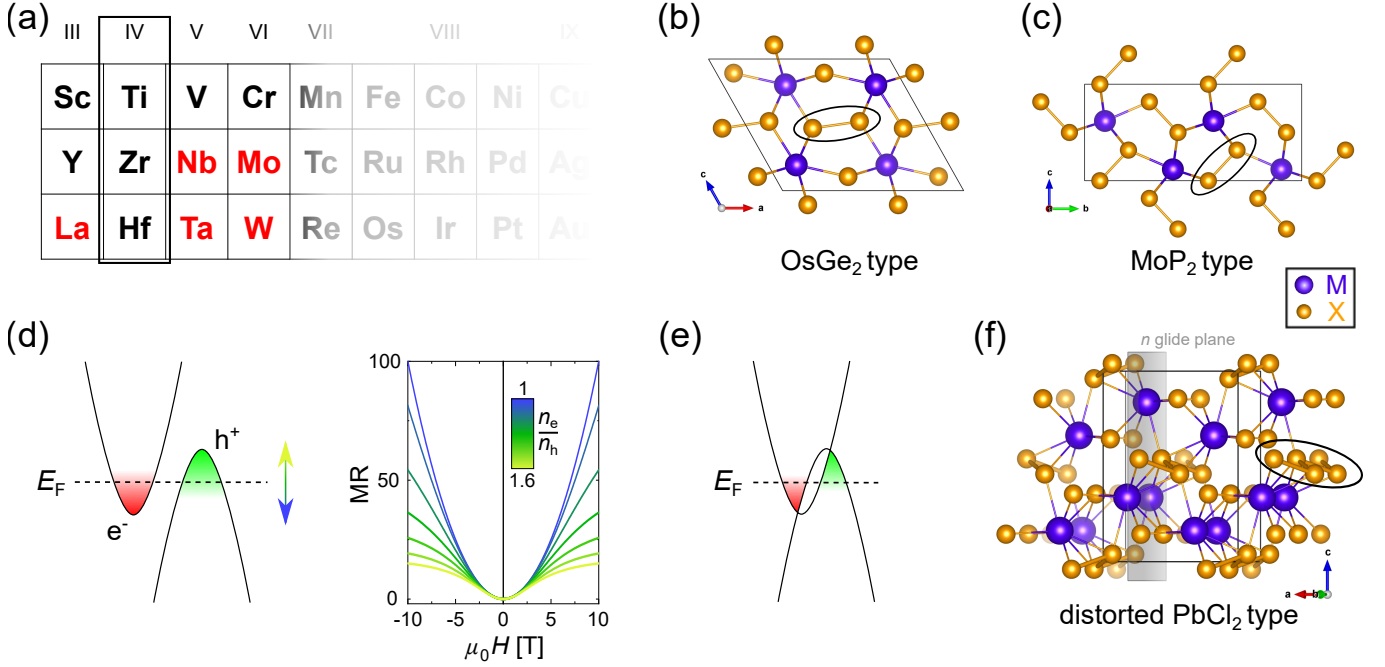 (a)
III IV V VI VII VIII IX
Sc Ti V Cr Mn Fe Co Ni Cu
Y Zr Nb Mo Tc Ru Rh Pd Ag
La Hf Ta W Re Os Ir Pt Au
(b)
c
a
OsGe2 type
(c)
c
a b
MoP2 type
M
X
(d)
EF
h+
e-
MR
100
50
0
1
ne
nh
1.6
-10 -5 0 5 10
μ0H [T]
(e)
EF
(f)
n glide plane
c
a b
distorted PbCl2 type